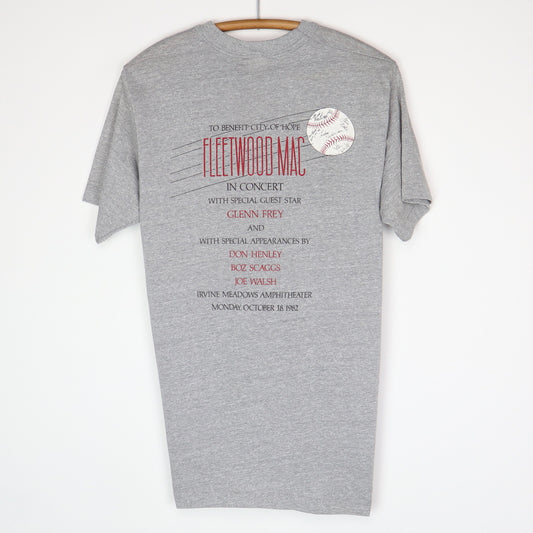 TO BENEFIT CITY OF HOPE
FLEETWOOD MAC
IN CONCERT
WITH SPECIAL GUEST STAR
GLENN FREY
AND
WITH SPECIAL APPEARANCES BY
DON HENLEY
BOZ SCAGGS
JOE WALSH
IRVINE MEADOWS AMPHITHEATER
MONDAY OCTOBER 18 1982